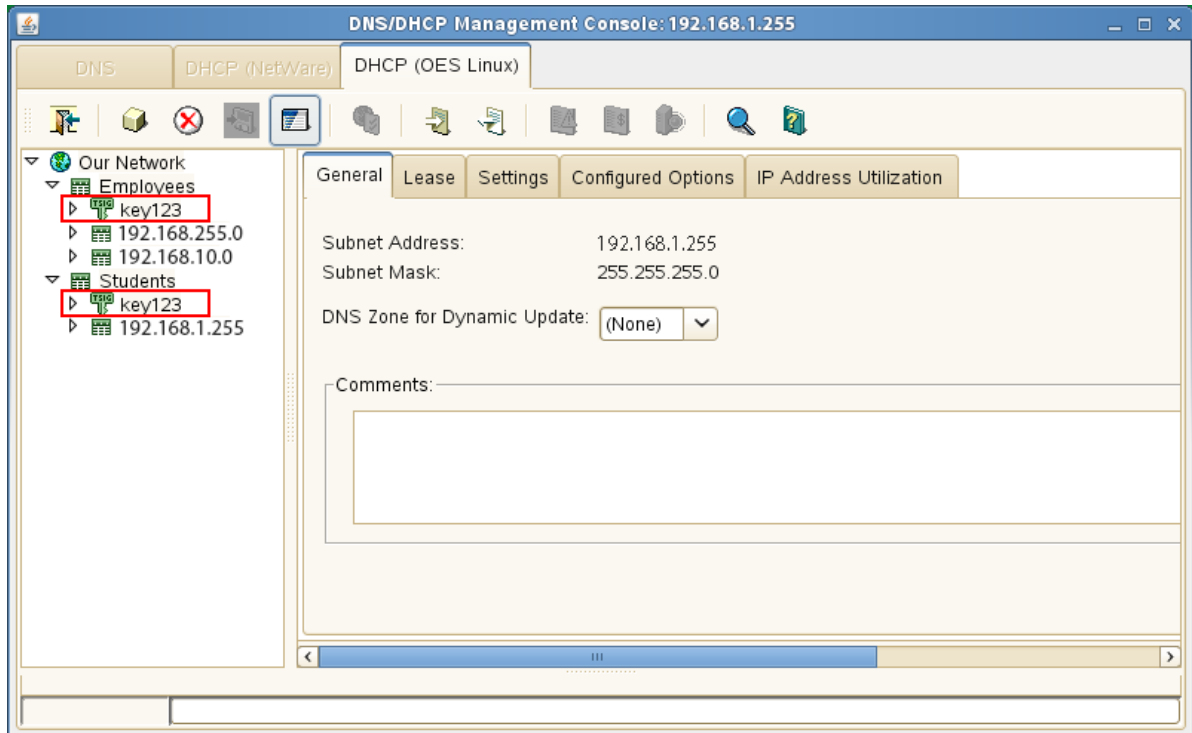 DNS/DHCP Management Console: 192.168.1.255
DNS DHCP (NetWare) DHCP (OES Linux)
Our Network
Employees
TSIG key123
192.168.255.0
192.168.10.0
Students
TSIG key123
192.168.1.255
General Lease Settings Configured Options IP Address Utilization
Subnet Address: 192.168.1.255
Subnet Mask: 255.255.255.0
DNS Zone for Dynamic Update: (None)
Comments: